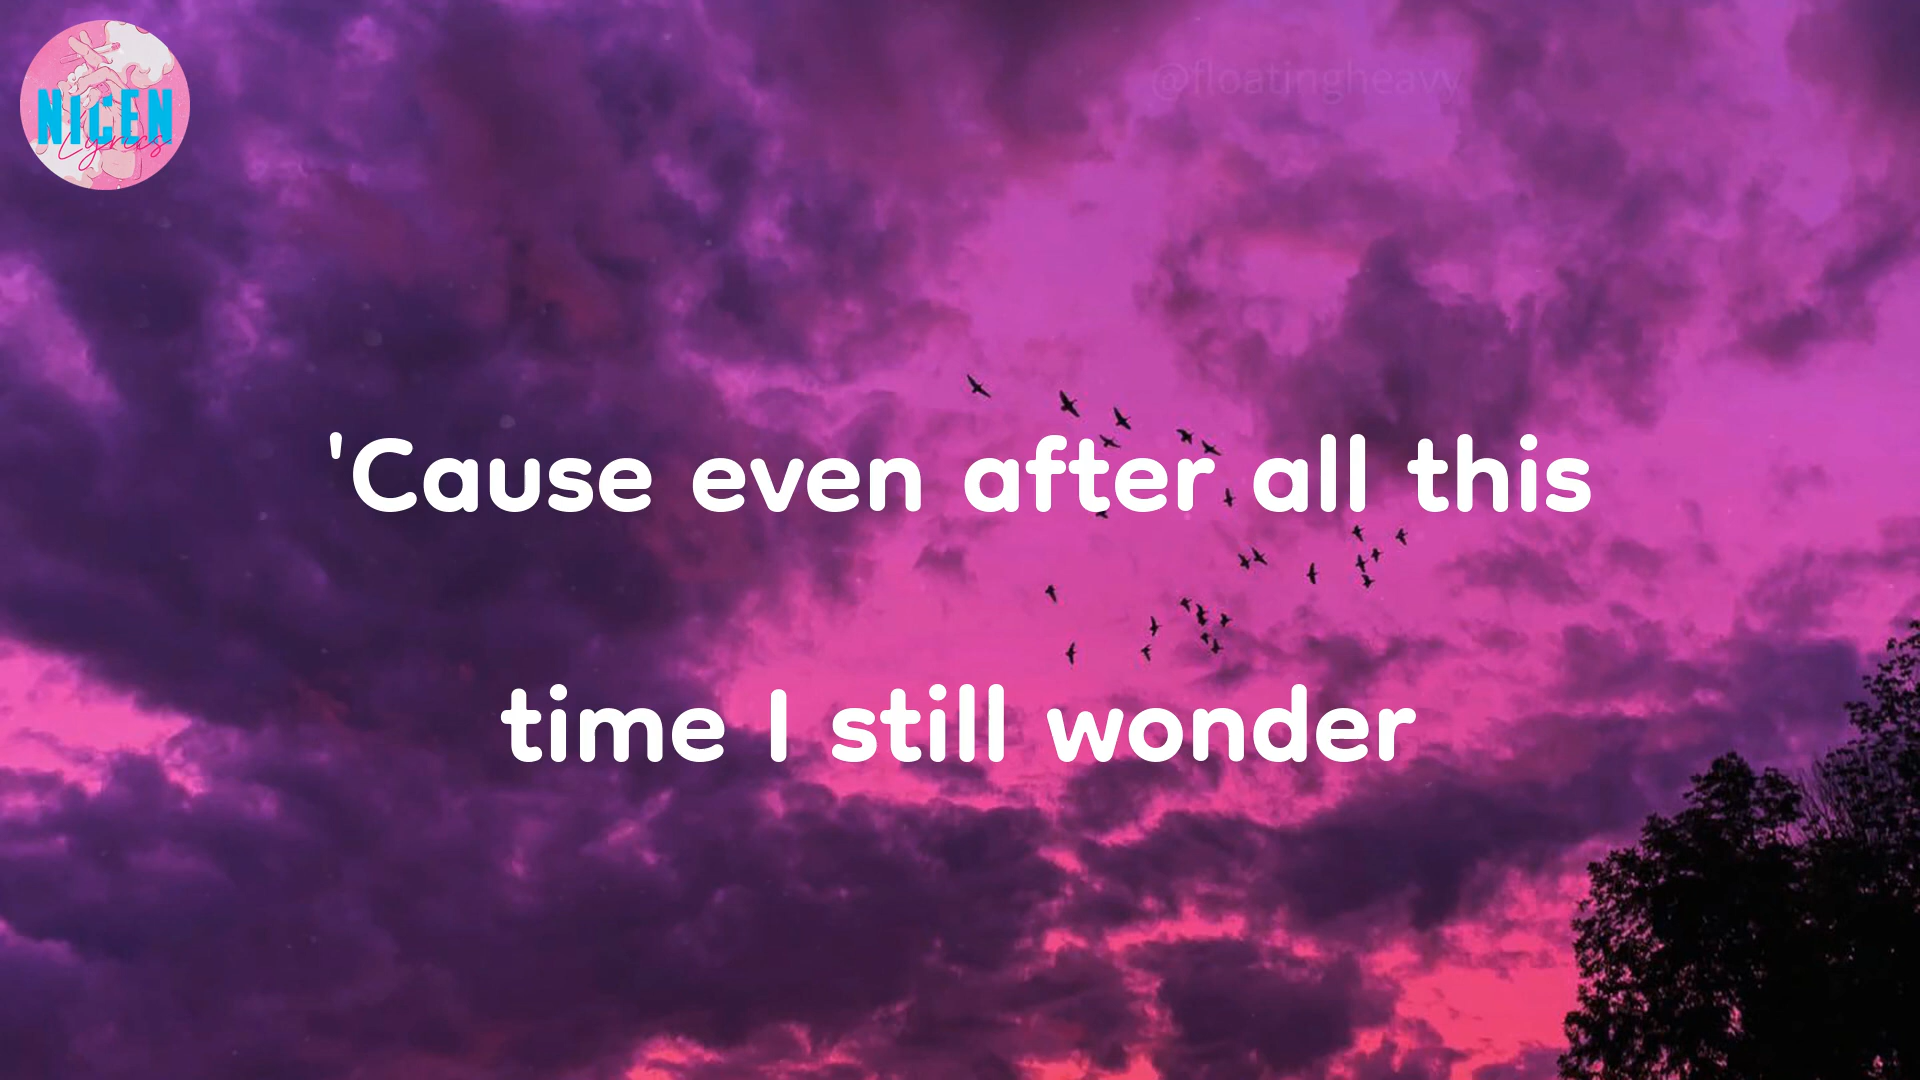 NICEN
Lyrics
@floatingheavy
'Cause even after all this
time I still wonder